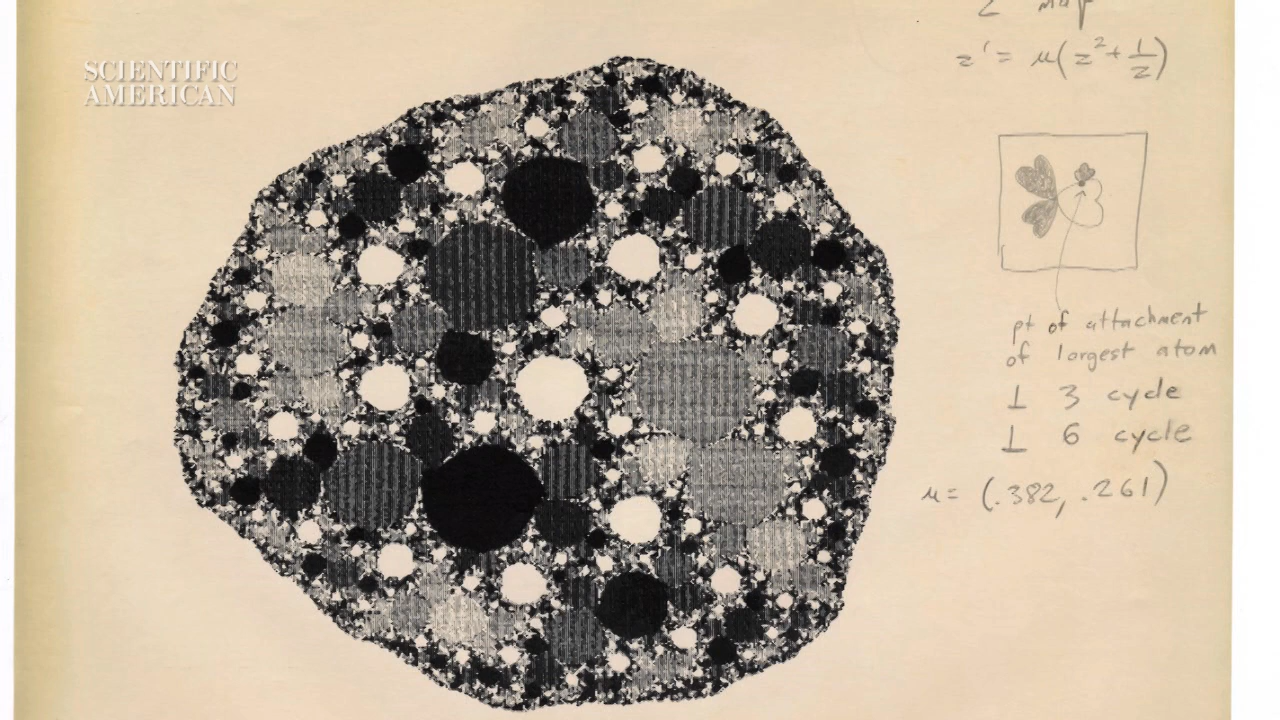 SCIENTIFIC
AMERICAN
z' = μ(z² + 1/z)
pt of attachment
of largest atom
⊥ 3 cycle
⊥ 6 cycle
μ = (.382, .261)